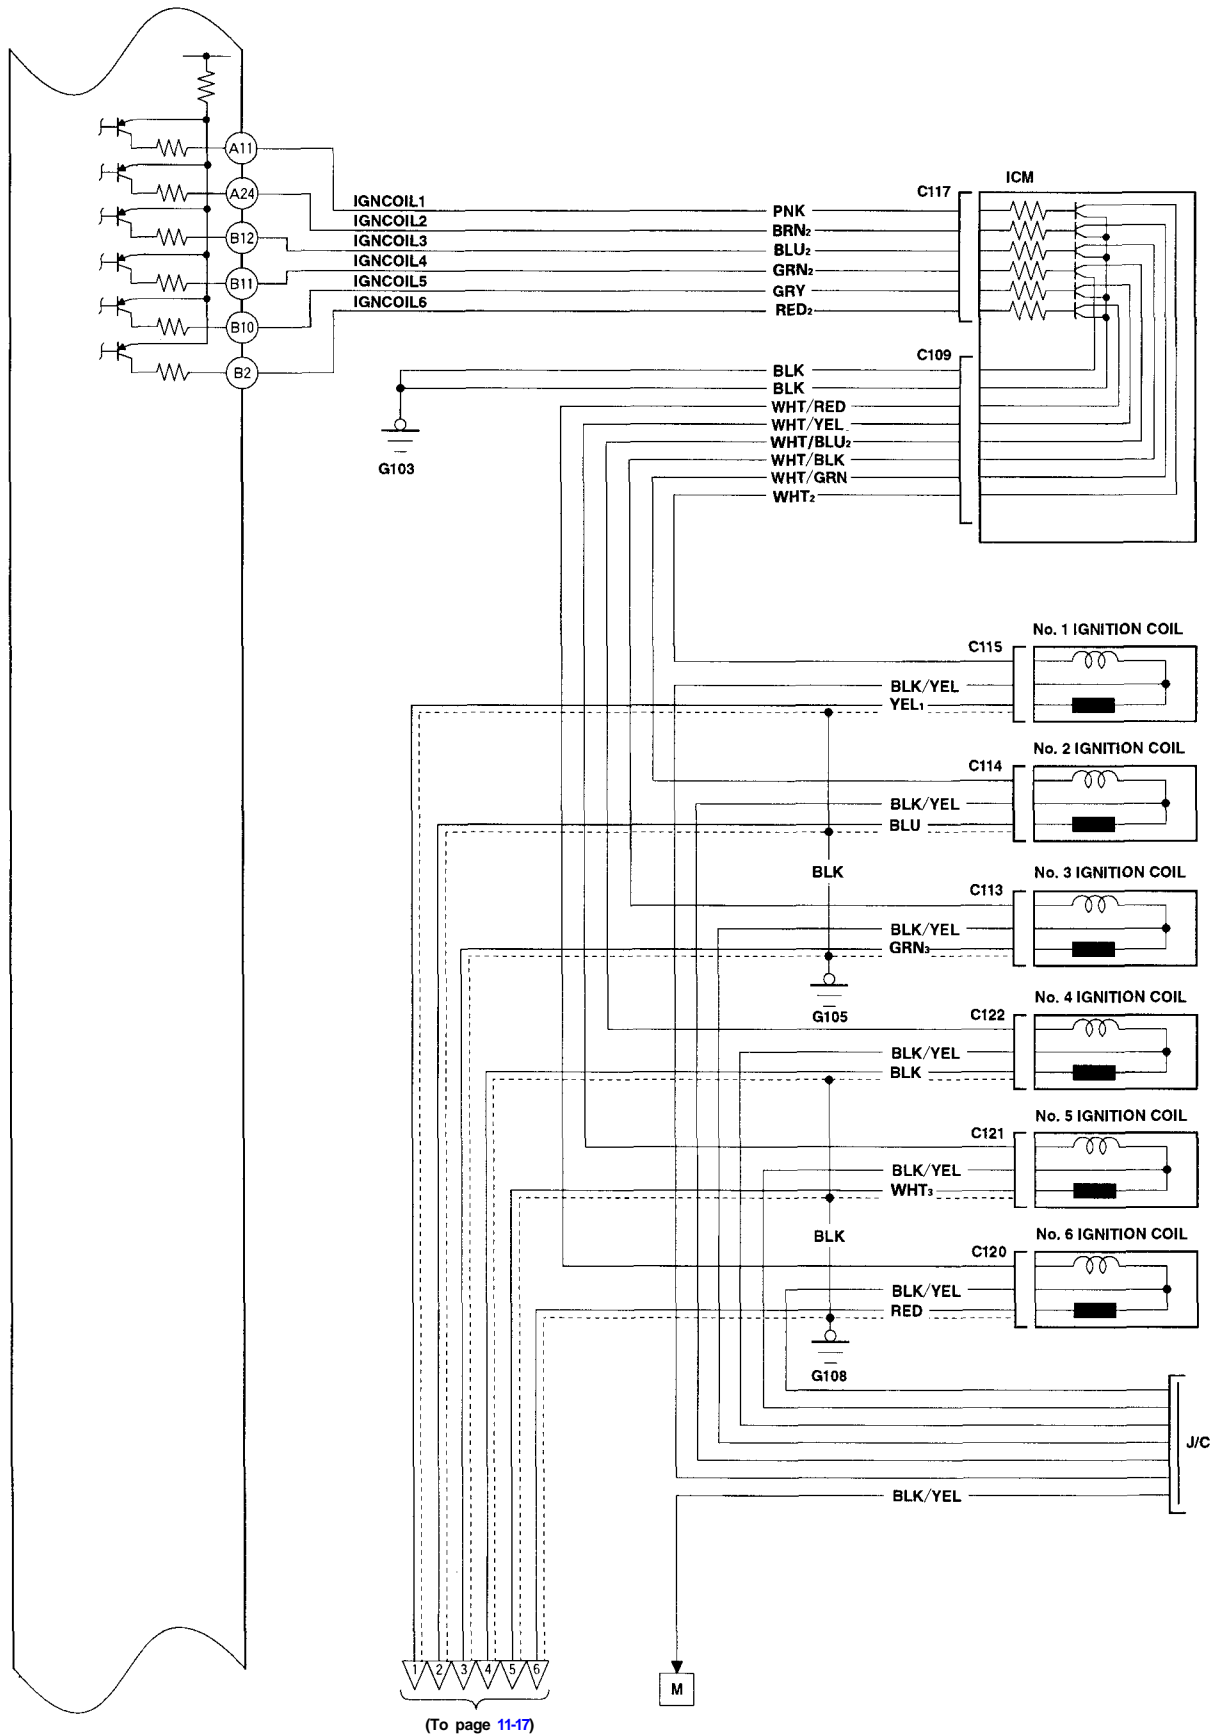 A11
A24
B12
B11
B10
B2
IGNCOIL1
IGNCOIL2
IGNCOIL3
IGNCOIL4
IGNCOIL5
IGNCOIL6
PNK
BRN2
BLU2
GRN2
GRY
RED2
C117
ICM
C109
BLK
BLK
WHT/RED
WHT/YEL
WHT/BLU2
WHT/BLK
WHT/GRN
WHT2
G103
No. 1 IGNITION COIL
C115
BLK/YEL
YEL1
No. 2 IGNITION COIL
C114
BLK/YEL
BLU
BLK
No. 3 IGNITION COIL
C113
BLK/YEL
GRN3
G105
No. 4 IGNITION COIL
C122
BLK/YEL
BLK
No. 5 IGNITION COIL
C121
BLK/YEL
WHT3
BLK
No. 6 IGNITION COIL
C120
BLK/YEL
RED
G108
J/C
BLK/YEL
1 2 3 4 5 6
M
(To page 11-17)